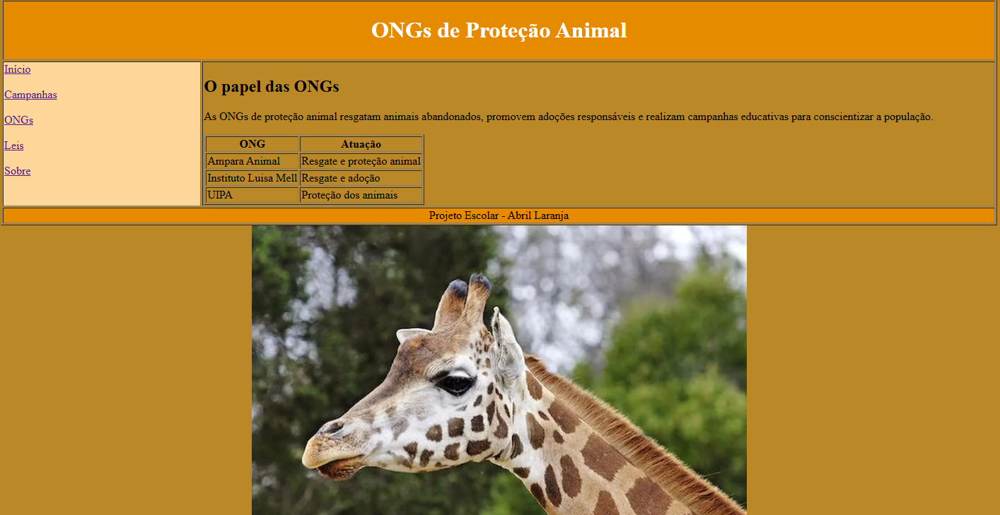 ONGs de Proteção Animal
Início
Campanhas
ONGs
Leis
Sobre
O papel das ONGs
As ONGs de proteção animal resgatam animais abandonados, promovem adoções responsáveis e realizam campanhas educativas para conscientizar a população.
ONG Atuação
Ampara Animal Resgate e proteção animal
Instituto Luisa Mell Resgate e adoção
UIPA Proteção dos animais
Projeto Escolar - Abril Laranja